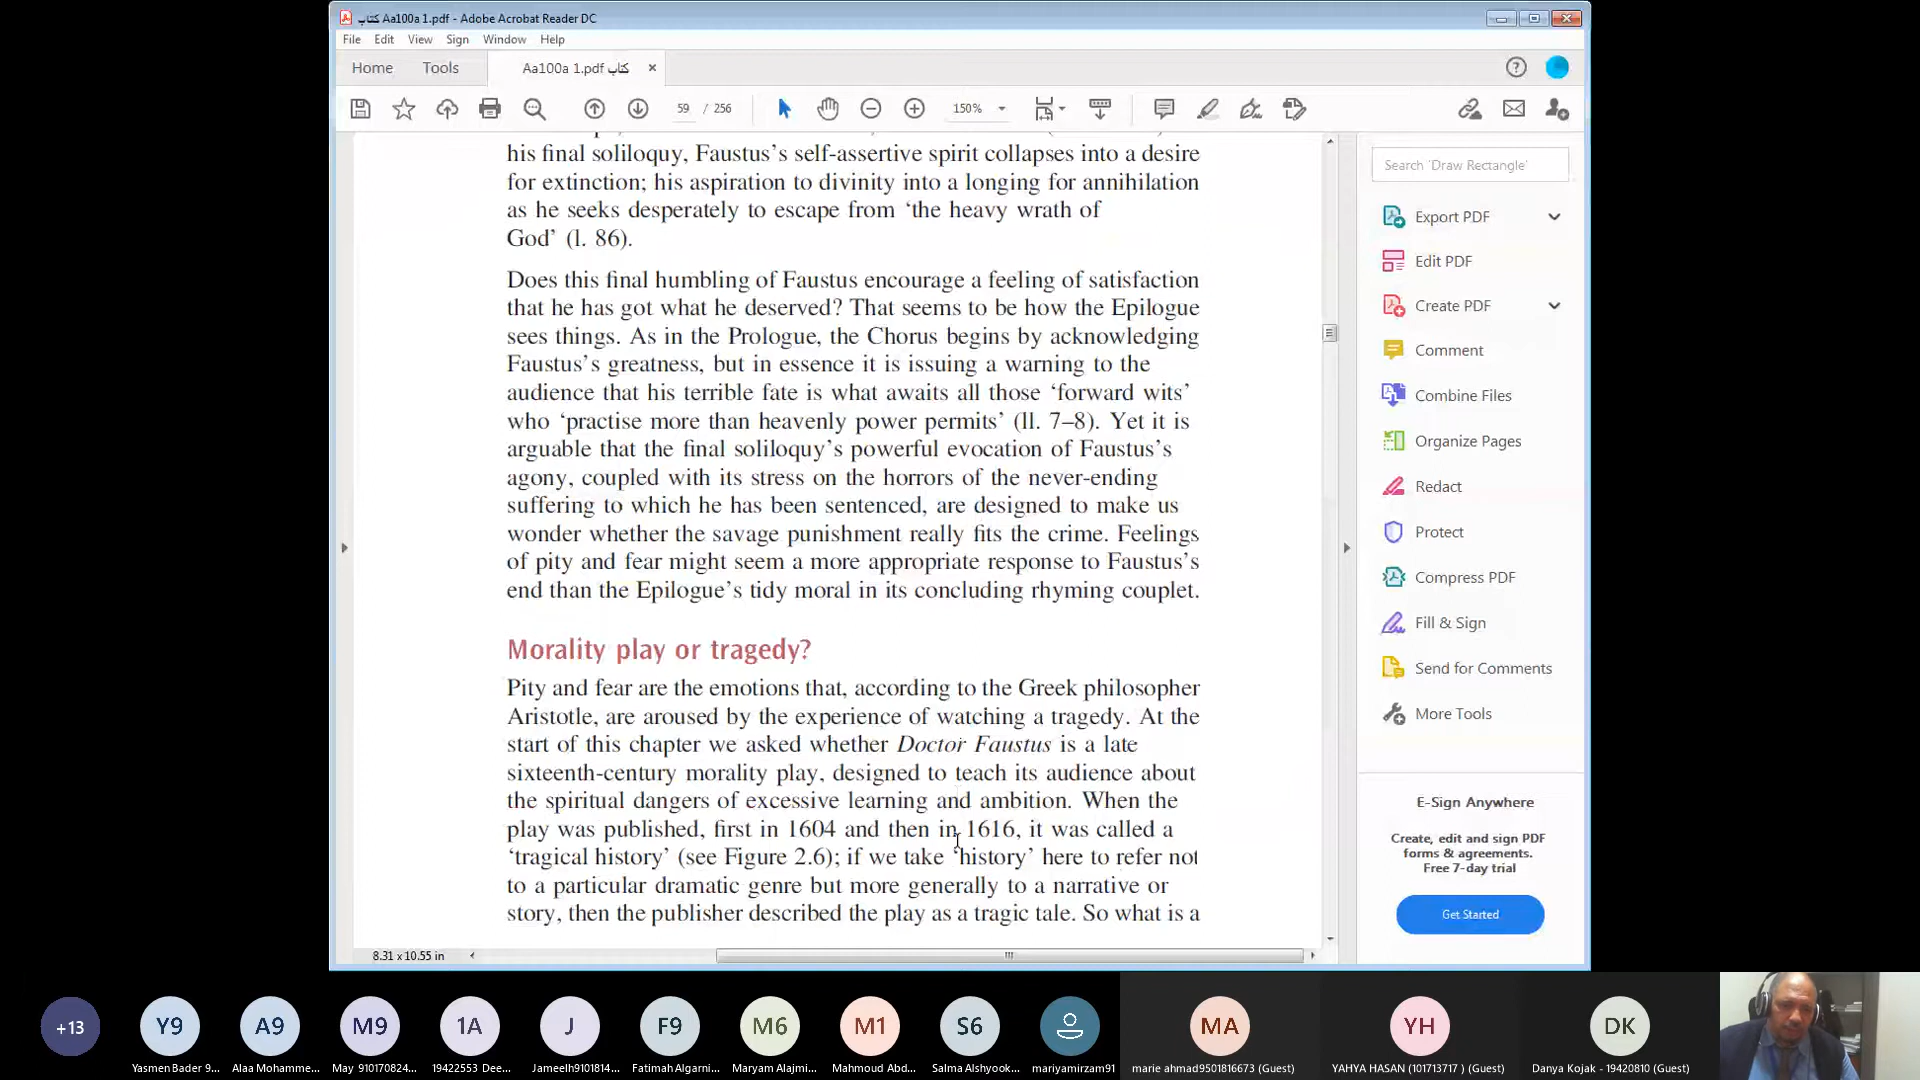 كتاب Aa100a 1.pdf - Adobe Acrobat Reader DC
File Edit View Sign Window Help
Home Tools Aa100a 1.pdf كتاب
59 / 256 150%
his final soliloquy, Faustus's self-assertive spirit collapses into a desire
for extinction; his aspiration to divinity into a longing for annihilation
as he seeks desperately to escape from ‘the heavy wrath of
God’ (l. 86).
Does this final humbling of Faustus encourage a feeling of satisfaction
that he has got what he deserved? That seems to be how the Epilogue
sees things. As in the Prologue, the Chorus begins by acknowledging
Faustus’s greatness, but in essence it is issuing a warning to the
audience that his terrible fate is what awaits all those ‘forward wits’
who ‘practise more than heavenly power permits’ (ll. 7–8). Yet it is
arguable that the final soliloquy’s powerful evocation of Faustus’s
agony, coupled with its stress on the horrors of the never-ending
suffering to which he has been sentenced, are designed to make us
wonder whether the savage punishment really fits the crime. Feelings
of pity and fear might seem a more appropriate response to Faustus’s
end than the Epilogue’s tidy moral in its concluding rhyming couplet.
Morality play or tragedy?
Pity and fear are the emotions that, according to the Greek philosopher
Aristotle, are aroused by the experience of watching a tragedy. At the
start of this chapter we asked whether Doctor Faustus is a late
sixteenth-century morality play, designed to teach its audience about
the spiritual dangers of excessive learning and ambition. When the
play was published, first in 1604 and then in 1616, it was called a
‘tragical history’ (see Figure 2.6); if we take ‘history’ here to refer not
to a particular dramatic genre but more generally to a narrative or
story, then the publisher described the play as a tragic tale. So what is a
8.31 x 10.55 in
Search 'Draw Rectangle'
Export PDF
Edit PDF
Create PDF
Comment
Combine Files
Organize Pages
Redact
Protect
Compress PDF
Fill & Sign
Send for Comments
More Tools
E-Sign Anywhere
Create, edit and sign PDF
forms & agreements.
Free 7-day trial
Get Started
+13 Y9 A9 M9 1A J F9 M6 M1 S6 MA YH DK
Yasmen Bader 9... Alaa Mohamme... May 910170824... 19422553 Dee... Jameelh9101814... Fatimah Algarni... Maryam Alajmi... Mahmoud Abd... Salma Alshyook... mariyamirzam91 marie ahmad9501816673 (Guest) YAHYA HASAN (101713717 ) (Guest) Danya Kojak - 19420810 (Guest)